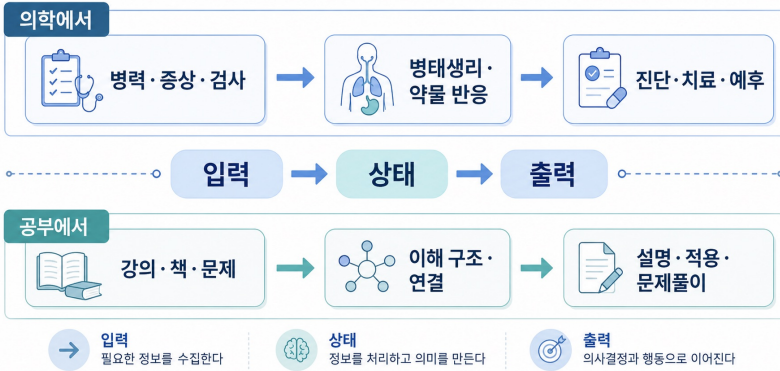 의학에서
병력·증상·검사
병태생리·
약물 반응
진단·치료·예후
입력
상태
출력
공부에서
강의·책·문제
이해 구조·
연결
설명·적용·
문제풀이
입력
필요한 정보를 수집한다
상태
정보를 처리하고 의미를 만든다
출력
의사결정과 행동으로 이어진다